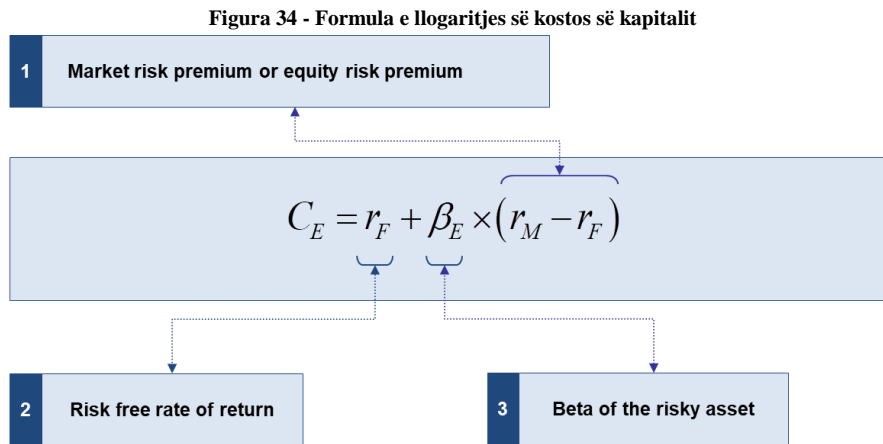 Figura 34 - Formula e llogaritjes së kostos së kapitalit
1 Market risk premium or equity risk premium
C_E = r_F + β_E × (r_M − r_F)
2 Risk free rate of return
3 Beta of the risky asset